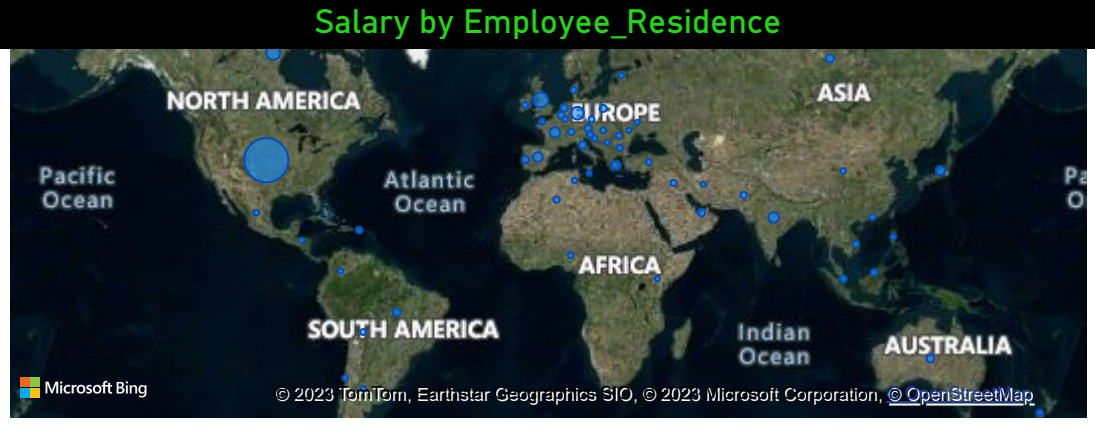 Salary by Employee_Residence
NORTH AMERICA
EUROPE
ASIA
Pacific
Ocean
Atlantic
Ocean
Pa
O
AFRICA
SOUTH AMERICA
Indian
Ocean
AUSTRALIA
Microsoft Bing
© 2023 TomTom, Earthstar Geographics SIO, © 2023 Microsoft Corporation, © OpenStreetMap